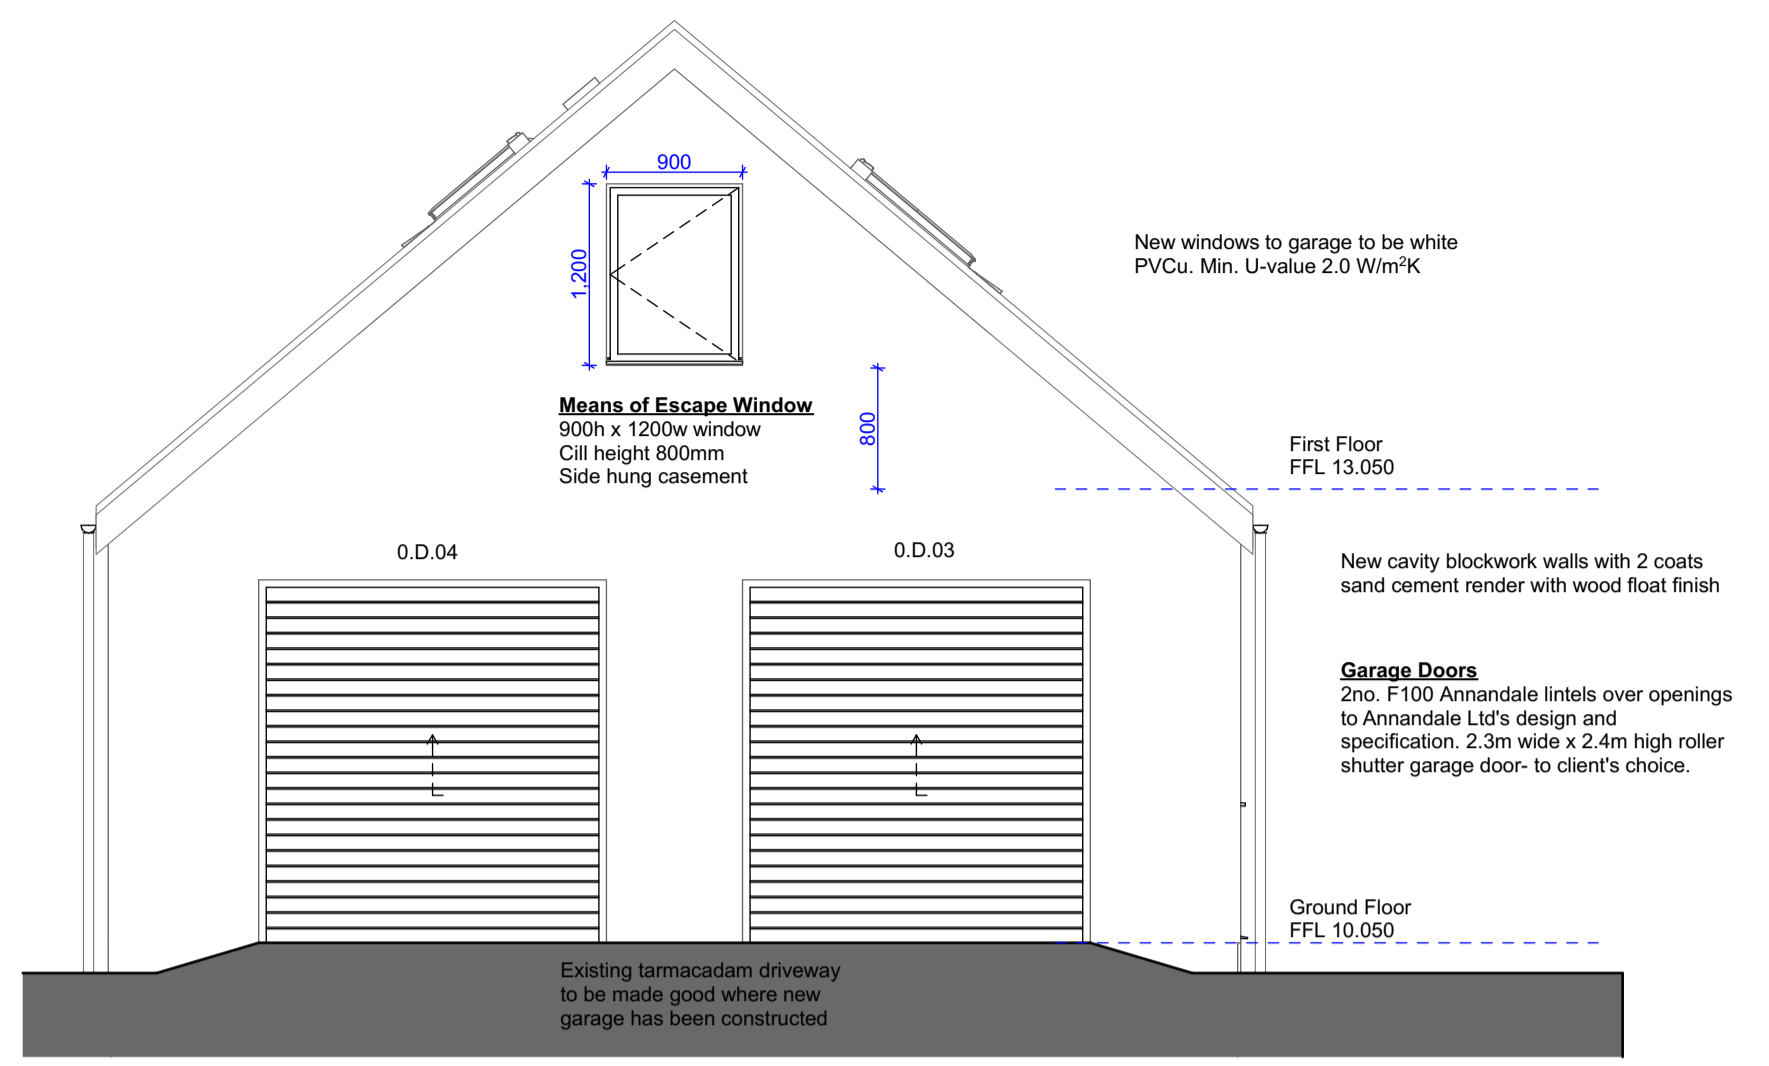 900
1,200
New windows to garage to be white
PVCu. Min. U-value 2.0 W/m²K
Means of Escape Window
900h x 1200w window
Cill height 800mm
Side hung casement
800
First Floor
FFL 13.050
0.D.04
0.D.03
New cavity blockwork walls with 2 coats
sand cement render with wood float finish
Garage Doors
2no. F100 Annandale lintels over openings
to Annandale Ltd's design and
specification. 2.3m wide x 2.4m high roller
shutter garage door- to client's choice.
Ground Floor
FFL 10.050
Existing tarmacadam driveway
to be made good where new
garage has been constructed